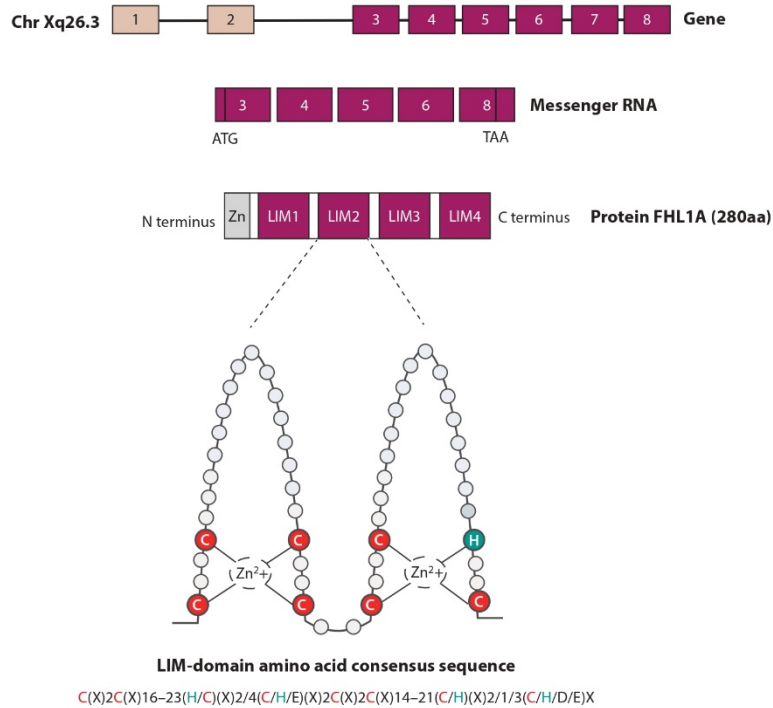 Chr Xq26.3 1 2 3 4 5 6 7 8 Gene
3 4 5 6 8 Messenger RNA
ATG TAA
N terminus Zn LIM1 LIM2 LIM3 LIM4 C terminus Protein FHL1A (280aa)
C C C H
Zn²+ Zn²+
C C C C
LIM-domain amino acid consensus sequence
C(X)2C(X)16–23(H/C)(X)2/4(C/H/E)(X)2C(X)2C(X)14–21(C/H)(X)2/1/3(C/H/D/E)X